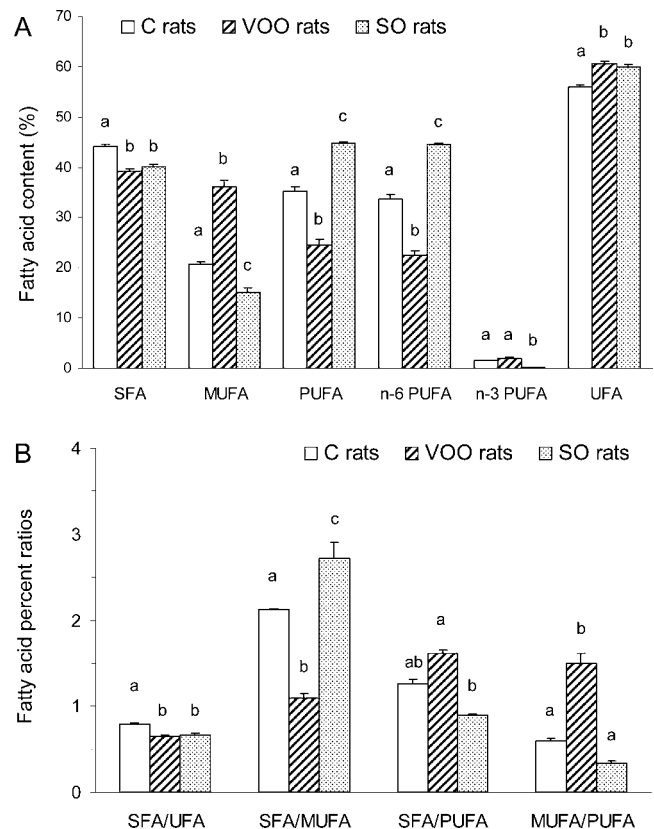 A
C rats VOO rats SO rats
Fatty acid content (%)
70
60
50
40
30
20
10
0
a b b
a b c
a b c
a b c
a a b
a b b
SFA MUFA PUFA n-6 PUFA n-3 PUFA UFA
B
C rats VOO rats SO rats
Fatty acid percent ratios
4
3
2
1
0
a b b
a b c
ab a b
a b a
SFA/UFA SFA/MUFA SFA/PUFA MUFA/PUFA